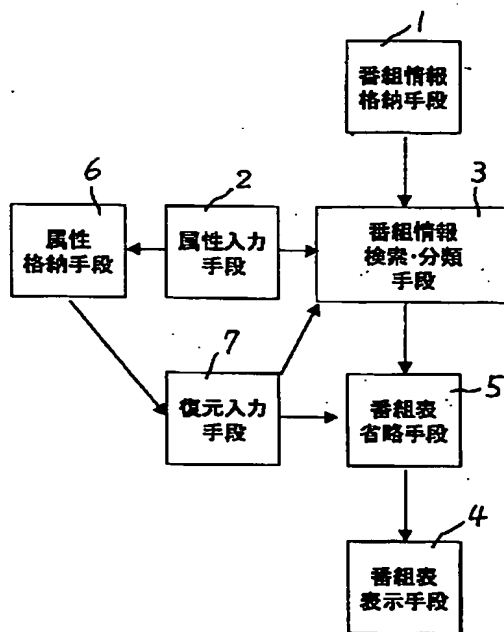 1
番組情報
格納手段
6
2
3
属性
格納手段
属性入力
手段
番組情報
検索・分類
手段
7
5
復元入力
手段
番組表
省略手段
4
番組表
表示手段